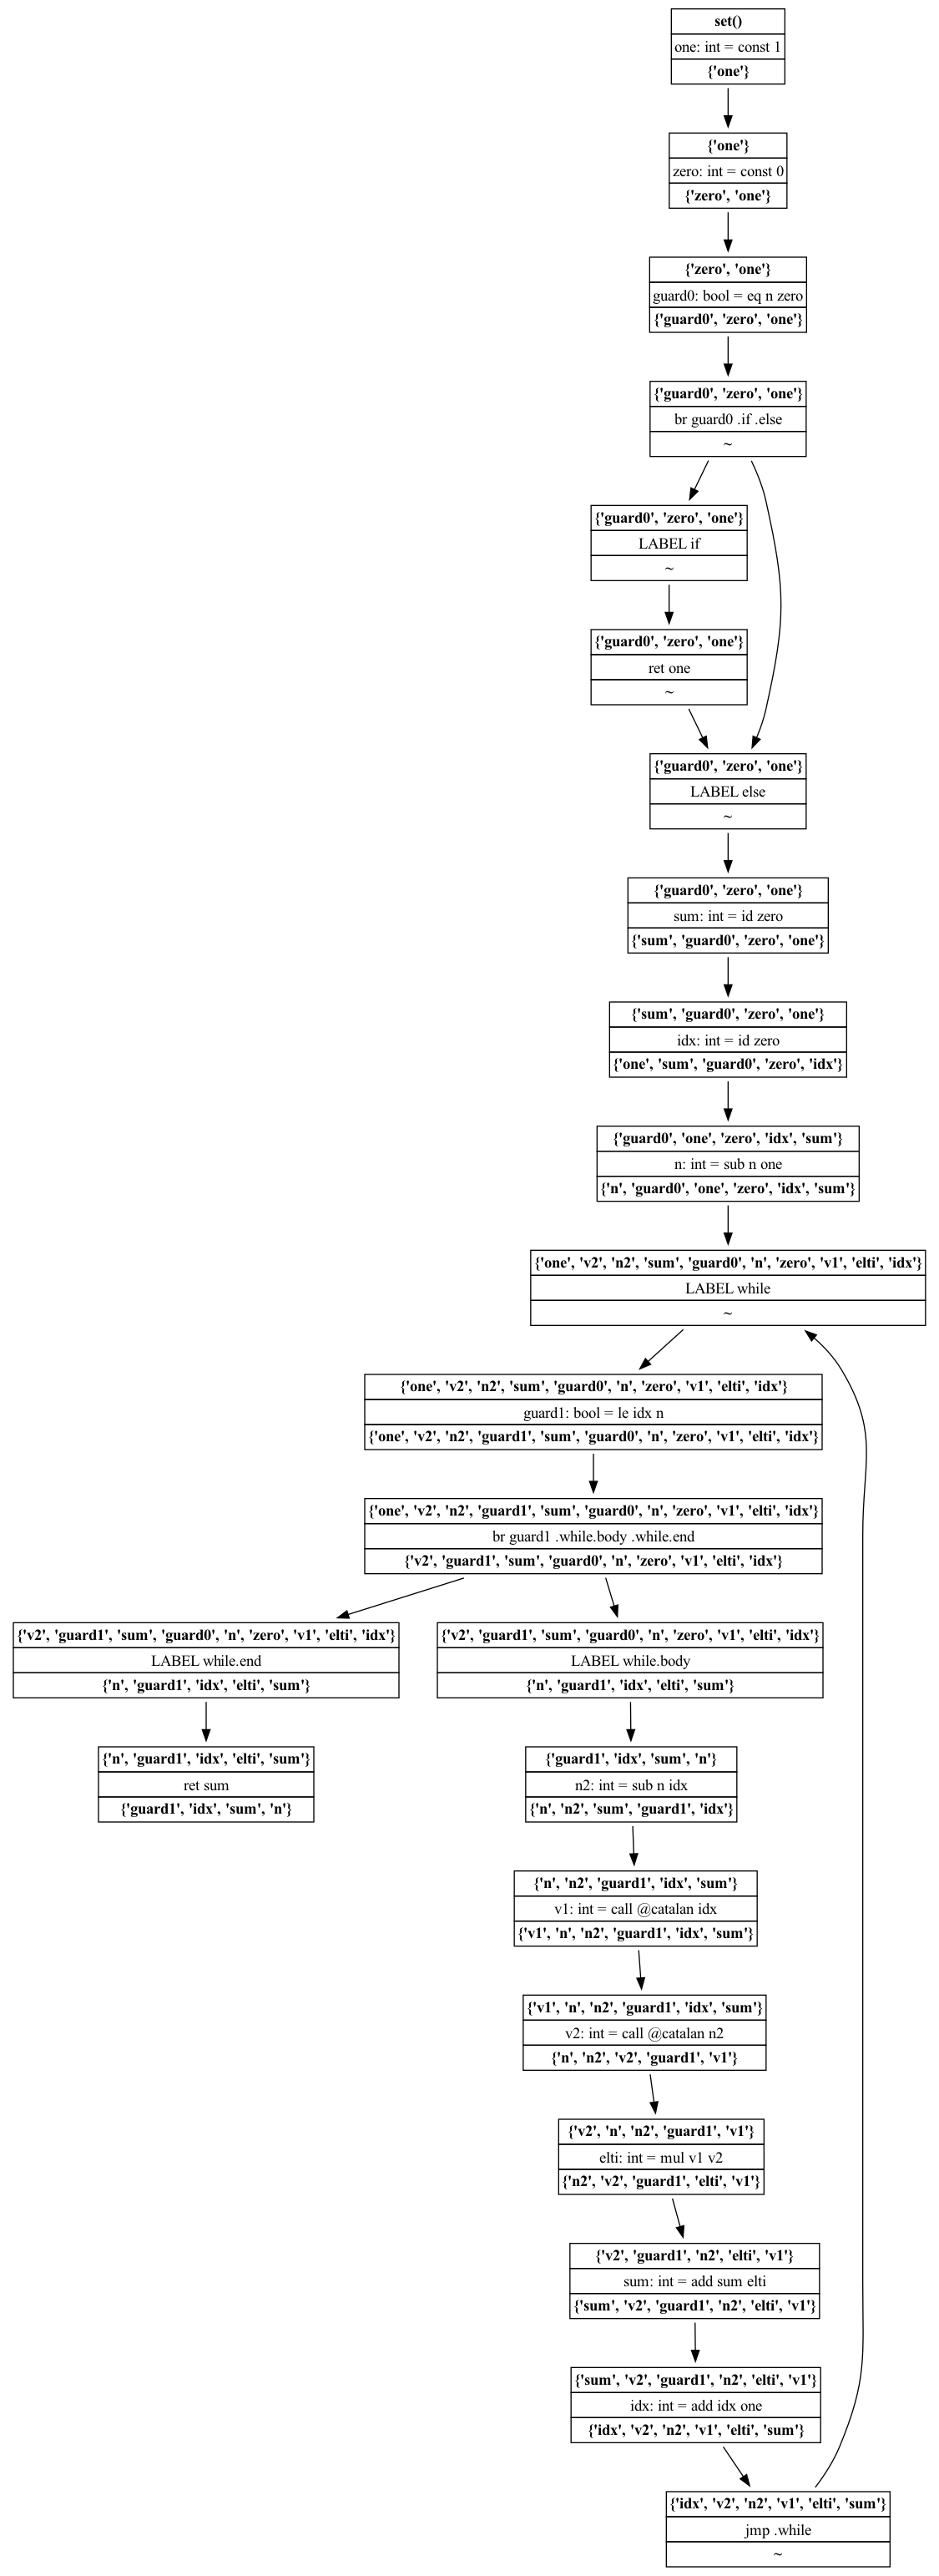 set()
one: int = const 1
{'one'}
{'one'}
zero: int = const 0
{'zero', 'one'}
{'zero', 'one'}
guard0: bool = eq n zero
{'guard0', 'zero', 'one'}
{'guard0', 'zero', 'one'}
br guard0 .if .else
~
{'guard0', 'zero', 'one'}
LABEL if
~
{'guard0', 'zero', 'one'}
ret one
~
{'guard0', 'zero', 'one'}
LABEL else
~
{'guard0', 'zero', 'one'}
sum: int = id zero
{'sum', 'guard0', 'zero', 'one'}
{'sum', 'guard0', 'zero', 'one'}
idx: int = id zero
{'one', 'sum', 'guard0', 'zero', 'idx'}
{'guard0', 'one', 'zero', 'idx', 'sum'}
n: int = sub n one
{'n', 'guard0', 'one', 'zero', 'idx', 'sum'}
{'one', 'v2', 'n2', 'sum', 'guard0', 'n', 'zero', 'v1', 'elti', 'idx'}
LABEL while
~
{'one', 'v2', 'n2', 'sum', 'guard0', 'n', 'zero', 'v1', 'elti', 'idx'}
guard1: bool = le idx n
{'one', 'v2', 'n2', 'guard1', 'sum', 'guard0', 'n', 'zero', 'v1', 'elti', 'idx'}
{'one', 'v2', 'n2', 'guard1', 'sum', 'guard0', 'n', 'zero', 'v1', 'elti', 'idx'}
br guard1 .while.body .while.end
{'v2', 'guard1', 'sum', 'guard0', 'n', 'zero', 'v1', 'elti', 'idx'}
{'v2', 'guard1', 'sum', 'guard0', 'n', 'zero', 'v1', 'elti', 'idx'}
LABEL while.end
{'n', 'guard1', 'idx', 'elti', 'sum'}
{'v2', 'guard1', 'sum', 'guard0', 'n', 'zero', 'v1', 'elti', 'idx'}
LABEL while.body
{'n', 'guard1', 'idx', 'elti', 'sum'}
{'n', 'guard1', 'idx', 'elti', 'sum'}
ret sum
{'guard1', 'idx', 'sum', 'n'}
{'guard1', 'idx', 'sum', 'n'}
n2: int = sub n idx
{'n', 'n2', 'sum', 'guard1', 'idx'}
{'n', 'n2', 'guard1', 'idx', 'sum'}
v1: int = call @catalan idx
{'v1', 'n', 'n2', 'guard1', 'idx', 'sum'}
{'v1', 'n', 'n2', 'guard1', 'idx', 'sum'}
v2: int = call @catalan n2
{'n', 'n2', 'v2', 'guard1', 'v1'}
{'v2', 'n', 'n2', 'guard1', 'v1'}
elti: int = mul v1 v2
{'n2', 'v2', 'guard1', 'elti', 'v1'}
{'v2', 'guard1', 'n2', 'elti', 'v1'}
sum: int = add sum elti
{'sum', 'v2', 'guard1', 'n2', 'elti', 'v1'}
{'sum', 'v2', 'guard1', 'n2', 'elti', 'v1'}
idx: int = add idx one
{'idx', 'v2', 'n2', 'v1', 'elti', 'sum'}
{'idx', 'v2', 'n2', 'v1', 'elti', 'sum'}
jmp .while
~